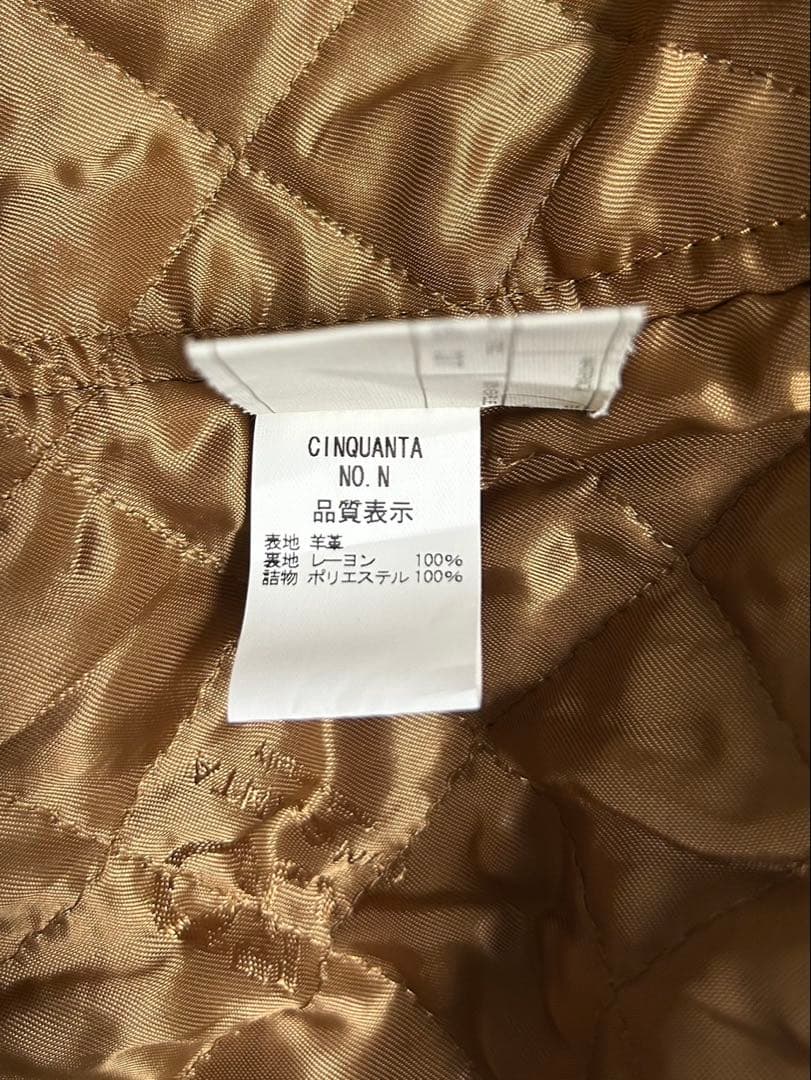 CINQUANTA
NO. N
品質表示
表地 羊革
裏地 レーヨン 100%
詰物 ポリエステル 100%